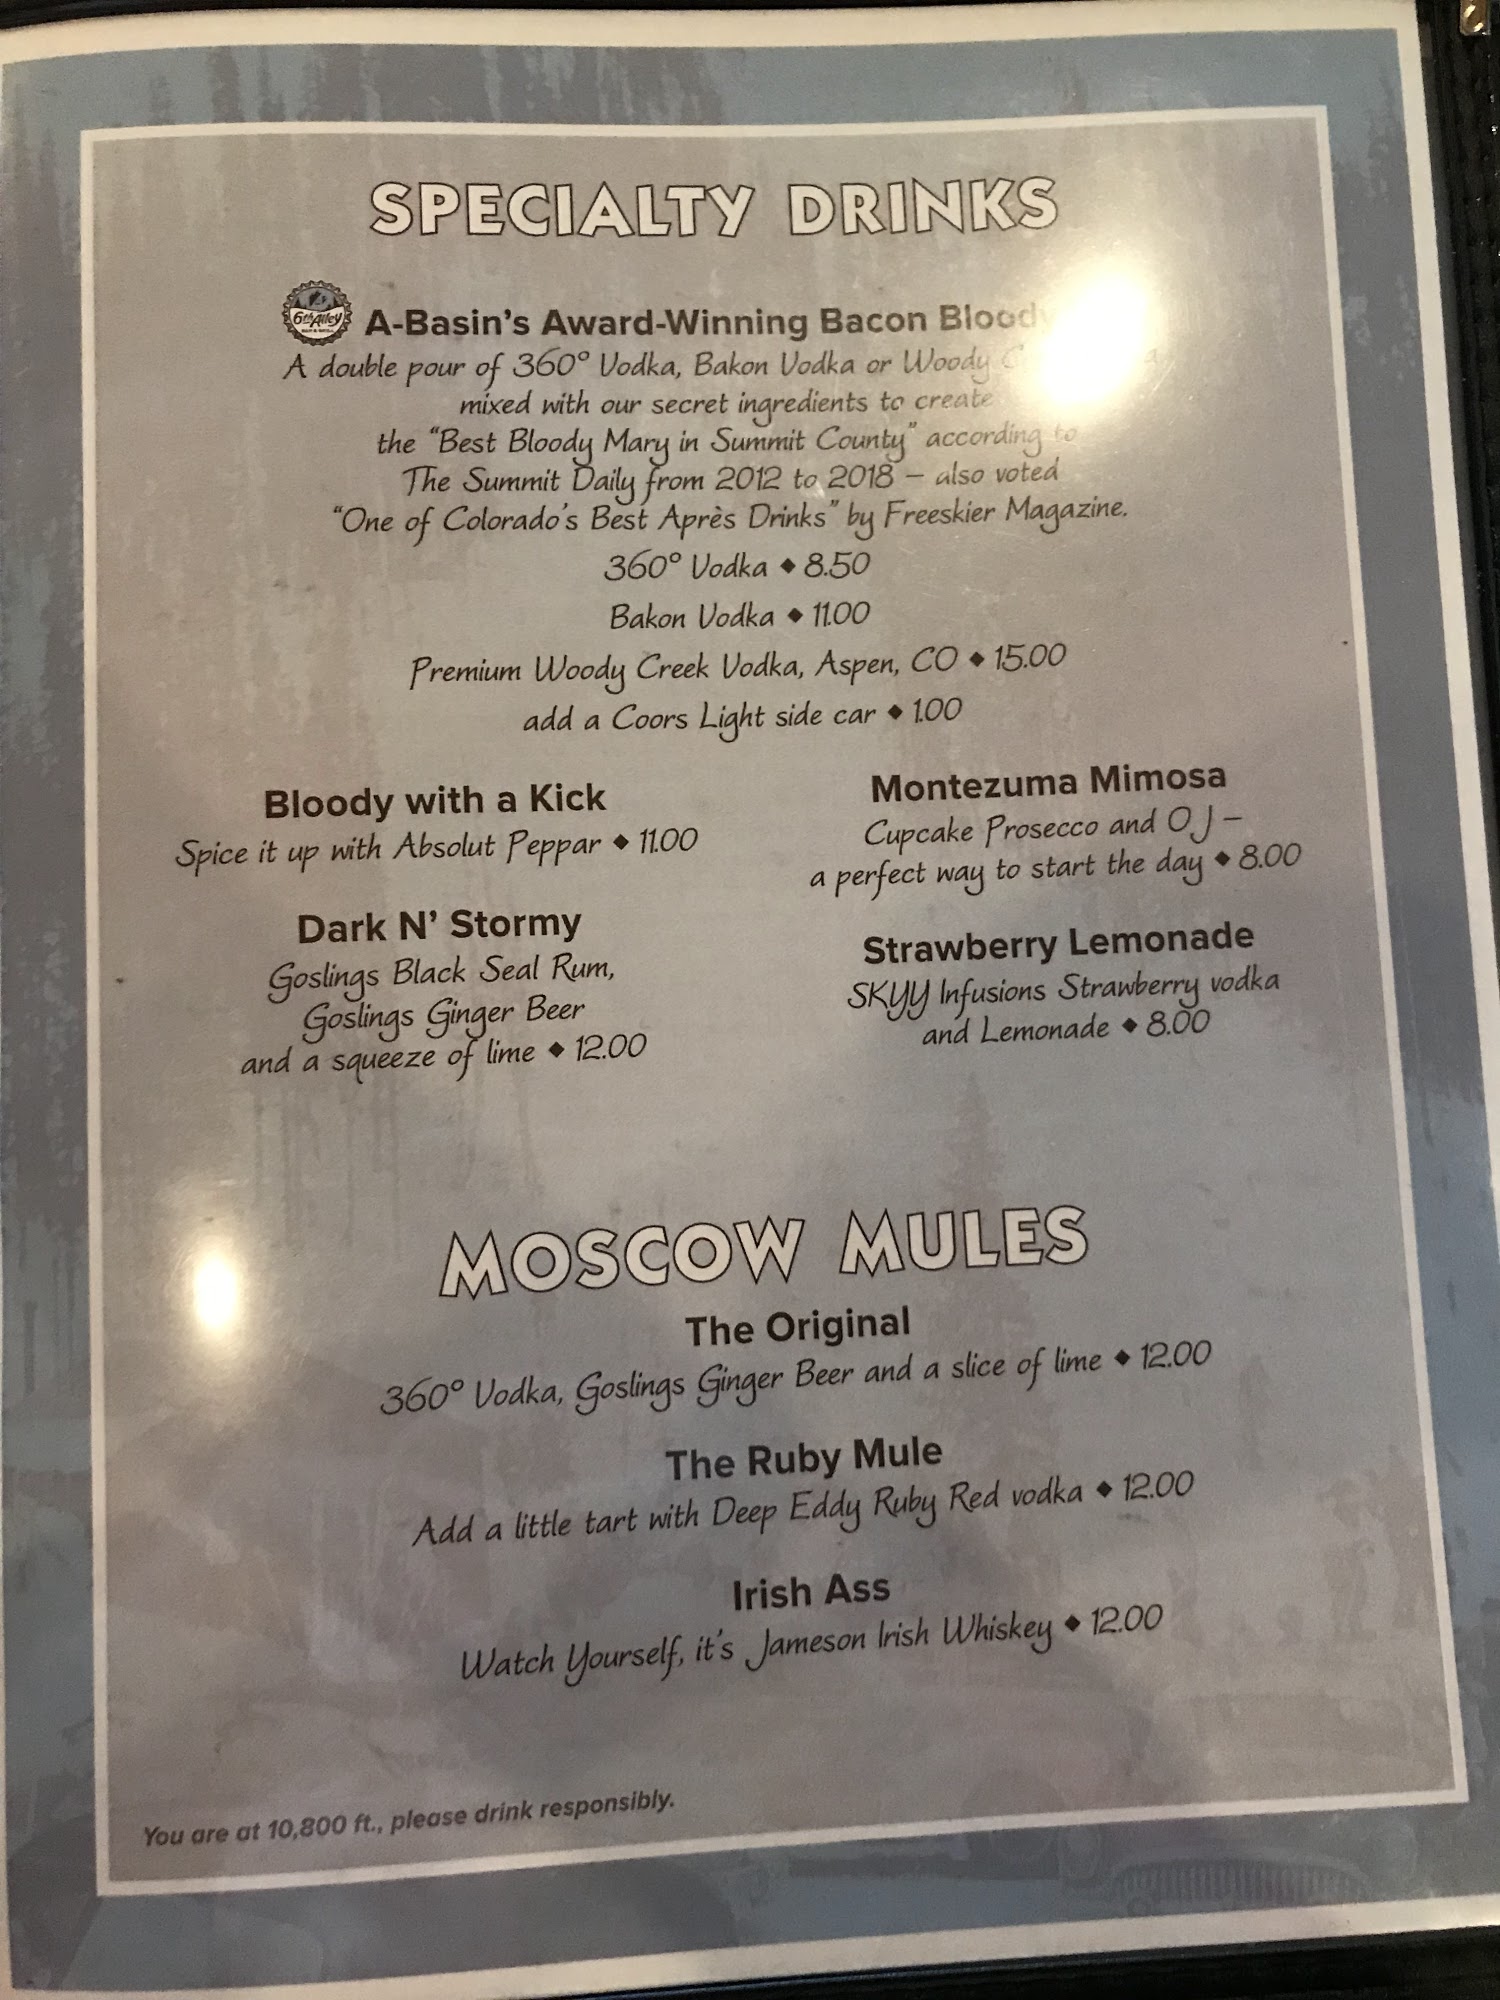 SPECIALTY DRINKS
6th Alley
A-Basin's Award-Winning Bacon Bloody
A double pour of 360° Vodka, Bakon Vodka or Woody
mixed with our secret ingredients to create
the "Best Bloody Mary in Summit County" according to
The Summit Daily from 2012 to 2018 – also voted
"One of Colorado's Best Après Drinks" by Freeskier Magazine.
360° Vodka ◆ 8.50
Bakon Vodka ◆ 11.00
Premium Woody Creek Vodka, Aspen, CO ◆ 15.00
add a Coors Light side car ◆ 1.00
Bloody with a Kick
Spice it up with Absolut Peppar ◆ 11.00
Dark N' Stormy
Goslings Black Seal Rum,
Goslings Ginger Beer
and a squeeze of lime ◆ 12.00
Montezuma Mimosa
Cupcake Prosecco and OJ –
a perfect way to start the day ◆ 8.00
Strawberry Lemonade
SKYY Infusions Strawberry vodka
and Lemonade ◆ 8.00
MOSCOW MULES
The Original
360° Vodka, Goslings Ginger Beer and a slice of lime ◆ 12.00
The Ruby Mule
Add a little tart with Deep Eddy Ruby Red vodka ◆ 12.00
Irish Ass
Watch Yourself, it's Jameson Irish Whiskey ◆ 12.00
You are at 10,800 ft., please drink responsibly.